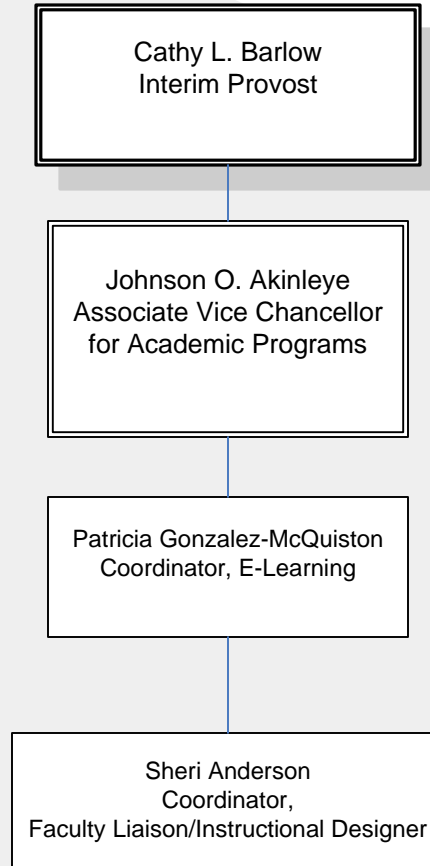 Cathy L. Barlow
Interim Provost
Johnson O. Akinleye
Associate Vice Chancellor
for Academic Programs
Patricia Gonzalez-McQuiston
Coordinator, E-Learning
Sheri Anderson
Coordinator,
Faculty Liaison/Instructional Designer